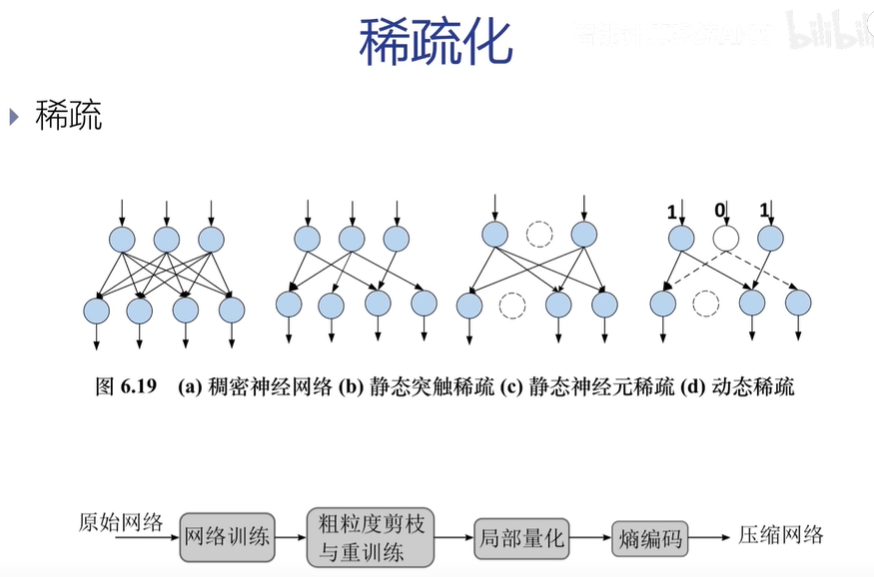 稀疏化
bilibili
稀疏
1 0 1
图 6.19 (a) 稠密神经网络 (b) 静态突触稀疏 (c) 静态神经元稀疏 (d) 动态稀疏
原始网络
网络训练
粗粒度剪枝
与重训练
局部量化
熵编码
压缩网络